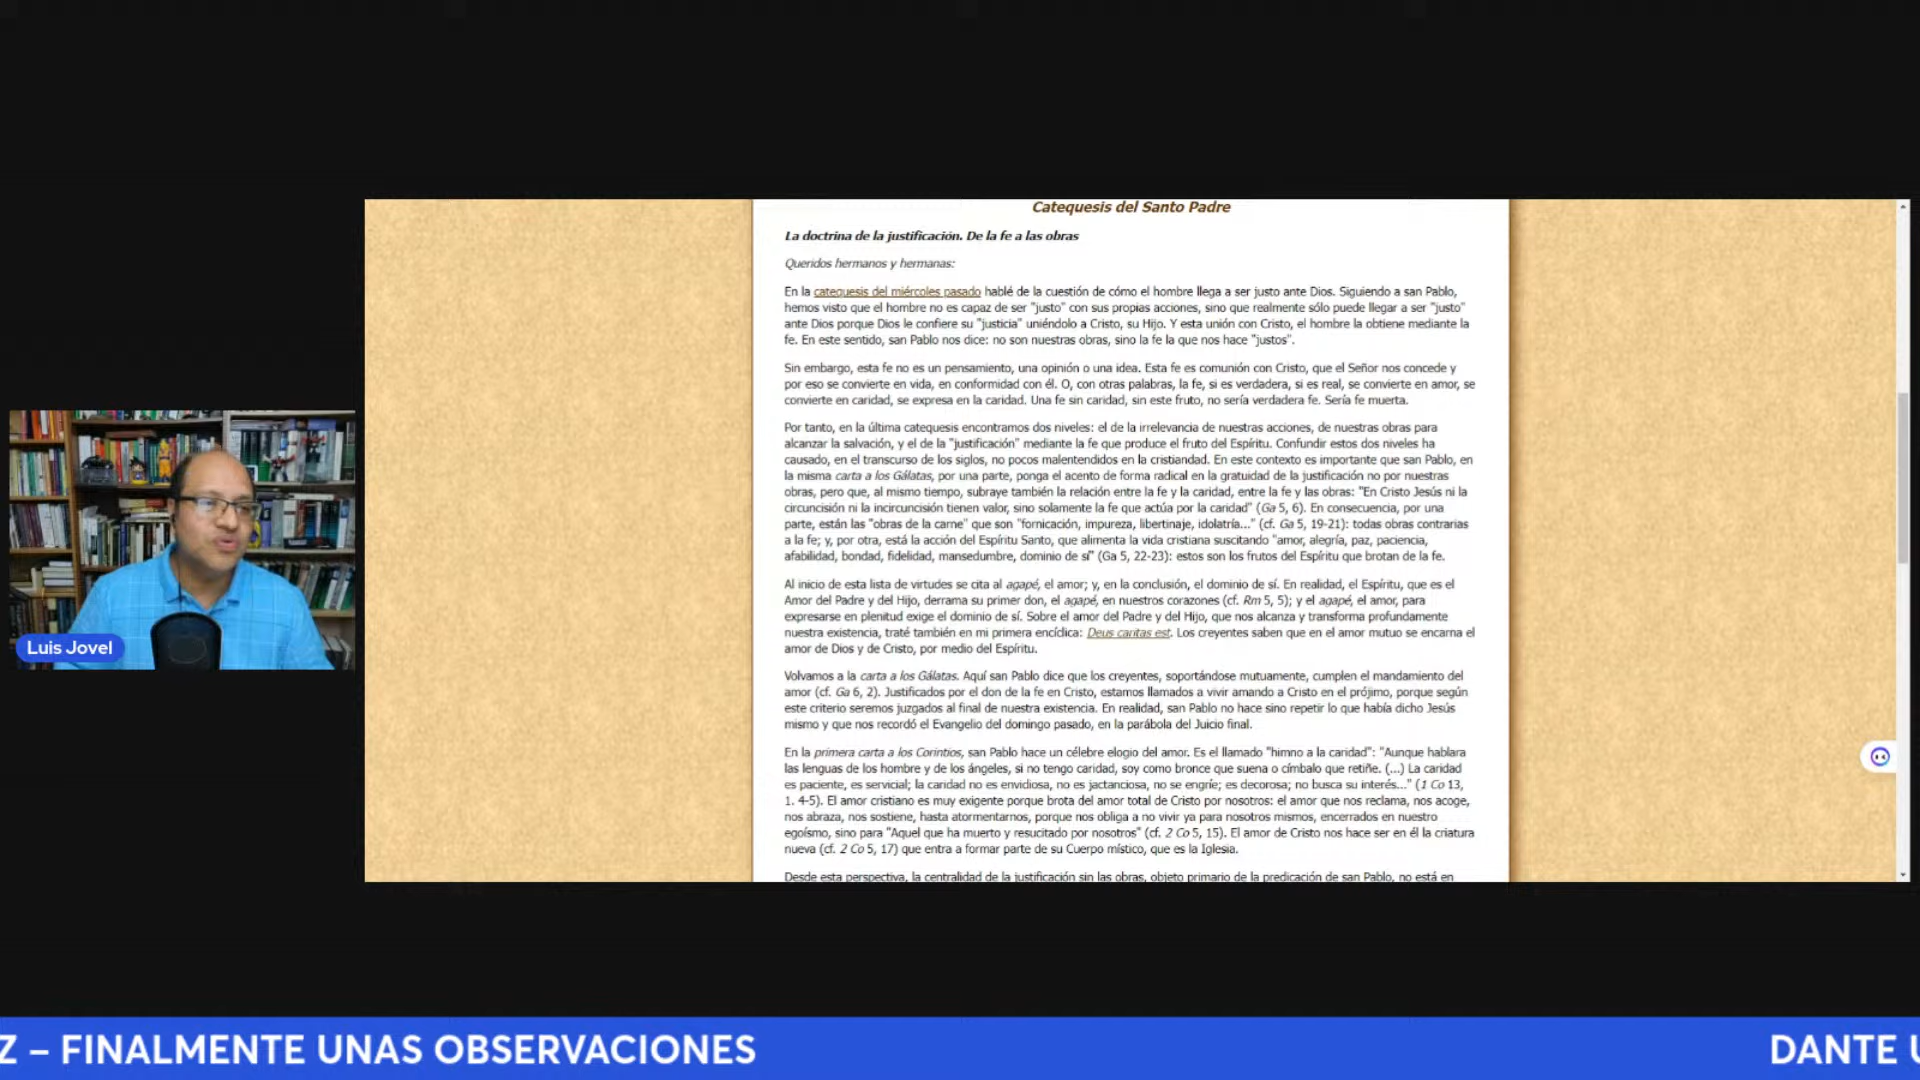 Catequesis del Santo Padre
La doctrina de la justificación. De la fe a las obras
Queridos hermanos y hermanas:
En la catequesis del miércoles pasado hablé de la cuestión de cómo el hombre llega a ser justo ante Dios. Siguiendo a san Pablo,
hemos visto que el hombre no es capaz de ser "justo" con sus propias acciones, sino que realmente sólo puede llegar a ser "justo"
ante Dios porque Dios le confiere su "justicia" uniéndolo a Cristo, su Hijo. Y esta unión con Cristo, el hombre la obtiene mediante la
fe. En este sentido, san Pablo nos dice: no son nuestras obras, sino la fe la que nos hace "justos".
Sin embargo, esta fe no es un pensamiento, una opinión o una idea. Esta fe es comunión con Cristo, que el Señor nos concede y
por eso se convierte en vida, en conformidad con él. O, con otras palabras, la fe, si es verdadera, si es real, se convierte en amor, se
convierte en caridad, se expresa en la caridad. Una fe sin caridad, sin este fruto, no sería verdadera fe. Sería fe muerta.
Por tanto, en la última catequesis encontramos dos niveles: el de la irrelevancia de nuestras acciones, de nuestras obras para
alcanzar la salvación, y el de la "justificación" mediante la fe que produce el fruto del Espíritu. Confundir estos dos niveles ha
causado, en el transcurso de los siglos, no pocos malentendidos en la cristiandad. En este contexto es importante que san Pablo, en
la misma carta a los Gálatas, por una parte, ponga el acento de forma radical en la gratuidad de la justificación no por nuestras
obras, pero que, al mismo tiempo, subraye también la relación entre la fe y la caridad, entre la fe y las obras: "En Cristo Jesús ni la
circuncisión ni la incircuncisión tienen valor, sino solamente la fe que actúa por la caridad" (Ga 5, 6). En consecuencia, por una
parte, están las "obras de la carne" que son "fornicación, impureza, libertinaje, idolatría..." (cf. Ga 5, 19-21): todas obras contrarias
a la fe; y, por otra, está la acción del Espíritu Santo, que alimenta la vida cristiana suscitando "amor, alegría, paz, paciencia,
afabilidad, bondad, fidelidad, mansedumbre, dominio de sí" (Ga 5, 22-23): estos son los frutos del Espíritu que brotan de la fe.
Al inicio de esta lista de virtudes se cita al agapé, el amor; y, en la conclusión, el dominio de sí. En realidad, el Espíritu, que es el
Amor del Padre y del Hijo, derrama su primer don, el agapé, en nuestros corazones (cf. Rm 5, 5); y el agapé, el amor, para
expresarse en plenitud exige el dominio de sí. Sobre el amor del Padre y del Hijo, que nos alcanza y transforma profundamente
nuestra existencia, traté también en mi primera encíclica: Deus caritas est. Los creyentes saben que en el amor mutuo se encarna el
amor de Dios y de Cristo, por medio del Espíritu.
Volvamos a la carta a los Gálatas. Aquí san Pablo dice que los creyentes, soportándose mutuamente, cumplen el mandamiento del
amor (cf. Ga 6, 2). Justificados por el don de la fe en Cristo, estamos llamados a vivir amando a Cristo en el prójimo, porque según
este criterio seremos juzgados al final de nuestra existencia. En realidad, san Pablo no hace sino repetir lo que había dicho Jesús
mismo y que nos recordó el Evangelio del domingo pasado, en la parábola del Juicio final.
En la primera carta a los Corintios, san Pablo hace un célebre elogio del amor. Es el llamado "himno a la caridad": "Aunque hablara
las lenguas de los hombre y de los ángeles, si no tengo caridad, soy como bronce que suena o címbalo que retiñe. (...) La caridad
es paciente, es servicial; la caridad no es envidiosa, no es jactanciosa, no se engríe; es decorosa; no busca su interés..." (1 Co 13,
1. 4-5). El amor cristiano es muy exigente porque brota del amor total de Cristo por nosotros: el amor que nos reclama, nos acoge,
nos abraza, nos sostiene, hasta atormentarnos, porque nos obliga a no vivir ya para nosotros mismos, encerrados en nuestro
egoísmo, sino para "Aquel que ha muerto y resucitado por nosotros" (cf. 2 Co 5, 15). El amor de Cristo nos hace ser en él la criatura
nueva (cf. 2 Co 5, 17) que entra a formar parte de su Cuerpo místico, que es la Iglesia.
Desde esta perspectiva, la centralidad de la justificación sin las obras, objeto primario de la predicación de san Pablo, no está en
Luis Jovel
Z – FINALMENTE UNAS OBSERVACIONES
DANTE U